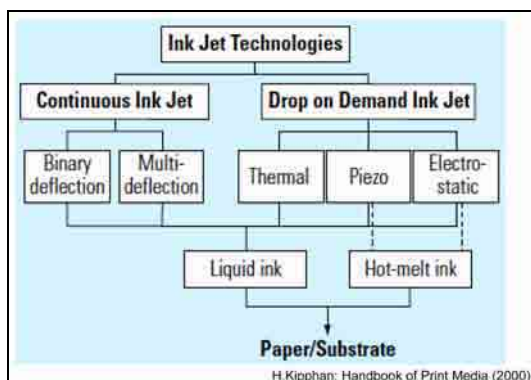 Ink Jet Technologies
Continuous Ink Jet
Drop on Demand Ink Jet
Binary
deflection
Multi-
deflection
Thermal
Piezo
Electro-
static
Liquid ink
Hot-melt ink
Paper/Substrate
H.Kipphan: Handbook of Print Media (2000)